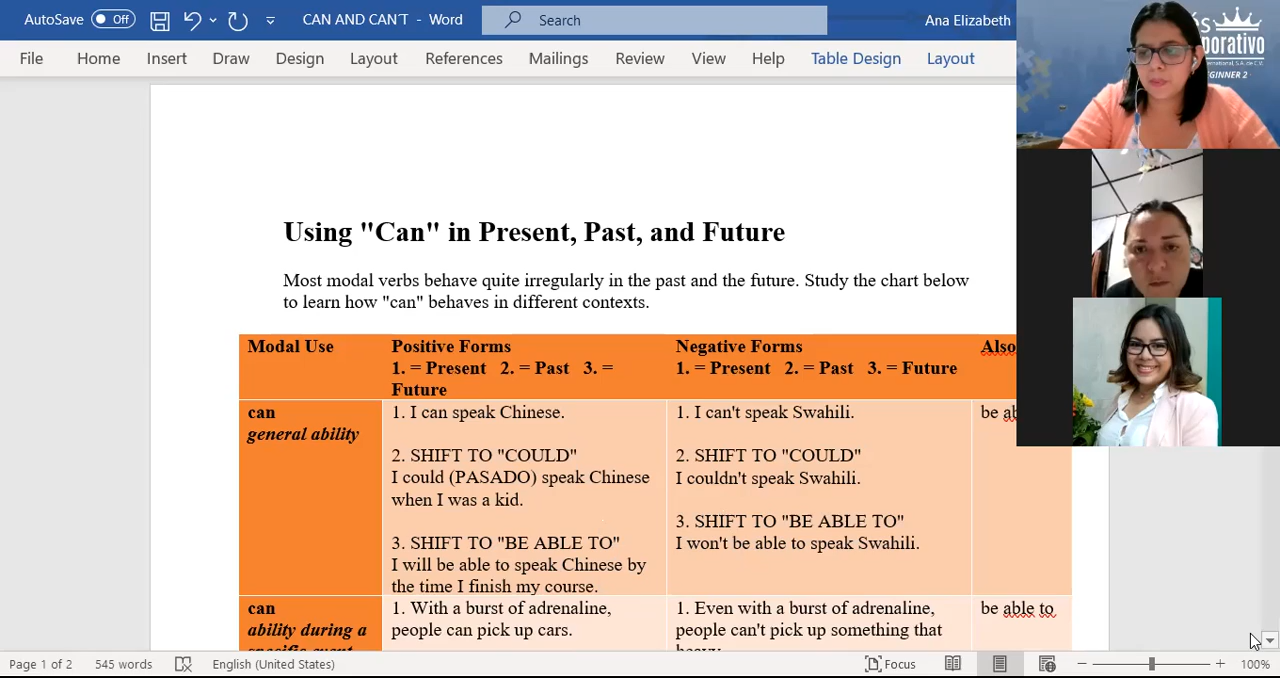 AutoSave Off CAN AND CAN'T - Word Search Ana Elizabeth
File Home Insert Draw Design Layout References Mailings Review View Help Table Design Layout
porativo
Using "Can" in Present, Past, and Future
Most modal verbs behave quite irregularly in the past and the future. Study the chart below
to learn how "can" behaves in different contexts.
Modal Use
Positive Forms
1. = Present 2. = Past 3. =
Future
Negative Forms
1. = Present 2. = Past 3. = Future
Also
can
general ability
1. I can speak Chinese.
2. SHIFT TO "COULD"
I could (PASADO) speak Chinese
when I was a kid.
3. SHIFT TO "BE ABLE TO"
I will be able to speak Chinese by
the time I finish my course.
1. I can't speak Swahili.
2. SHIFT TO "COULD"
I couldn't speak Swahili.
3. SHIFT TO "BE ABLE TO"
I won't be able to speak Swahili.
be ab
can
ability during a
specific event
1. With a burst of adrenaline,
people can pick up cars.
1. Even with a burst of adrenaline,
people can't pick up something that
heavy
be able to
Page 1 of 2 545 words English (United States) Focus 100%